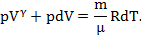 pV^γ + pdV = m/μ RdT.